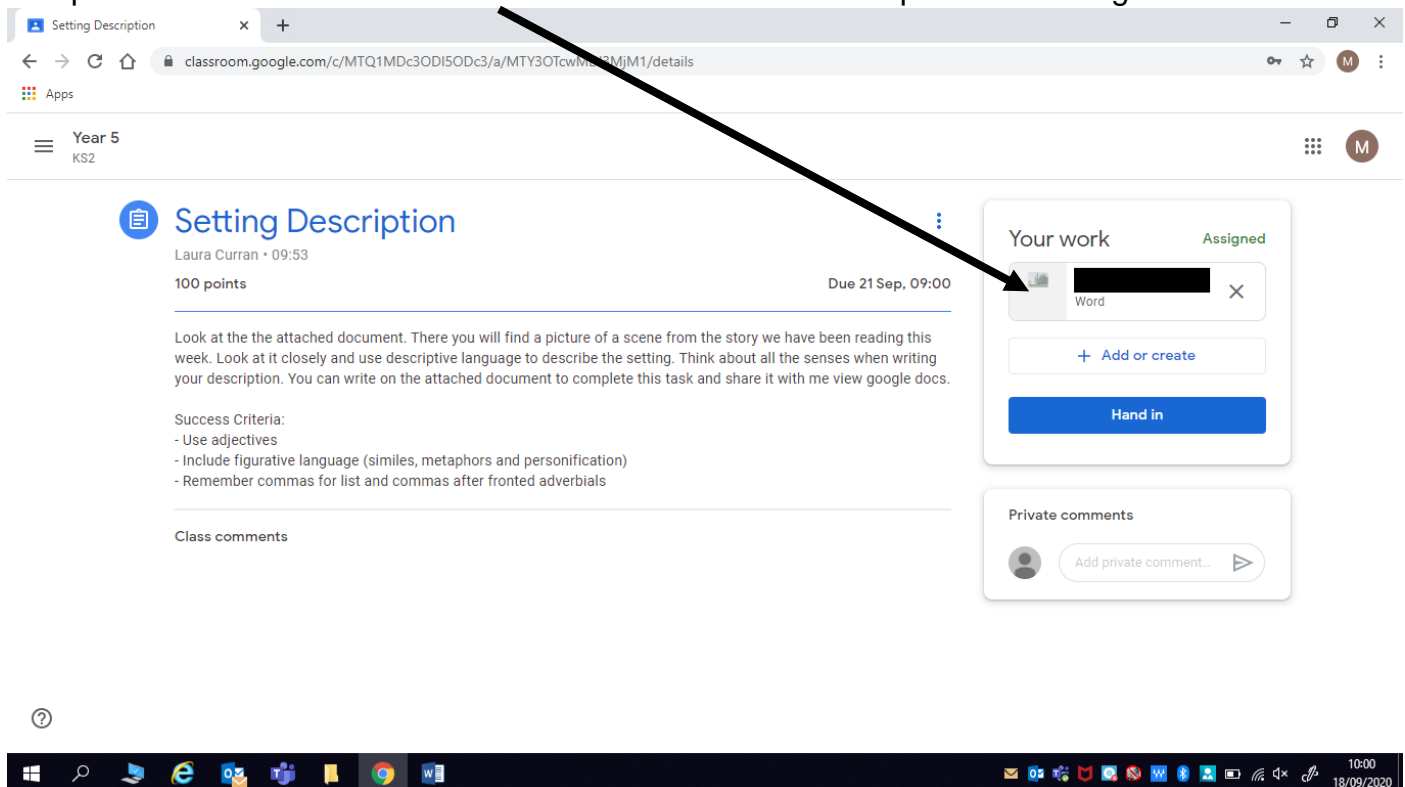 Setting Description
classroom.google.com/c/MTQ1MDc3ODI5ODc3/a/
M
Apps
Year 5
KS2
M
Setting Description
Laura Curran • 09:53
100 points
Due 21 Sep, 09:00
Look at the the attached document. There you will find a picture of a scene from the story we have been reading this
week. Look at it closely and use descriptive language to describe the setting. Think about all the senses when writing
your description. You can write on the attached document to complete this task and share it with me view google docs.
Success Criteria:
- Use adjectives
- Include figurative language (similes, metaphors and personification)
- Remember commas for list and commas after fronted adverbials
Class comments
Your work
Assigned
Word
+ Add or create
Hand in
Private comments
Add private comment...
10:00
18/09/2020